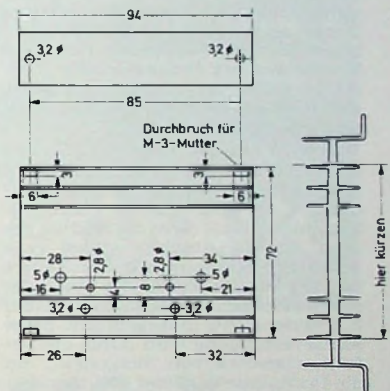 94
3,2 ø
3,2 ø
85
Durchbruch für
M-3-Mutter
3
3
6
6
28
2,8 ø
2,8 ø
34
5 ø
5 ø
16
4
8
21
3,2 ø
3,2 ø
26
32
72
hier kürzen